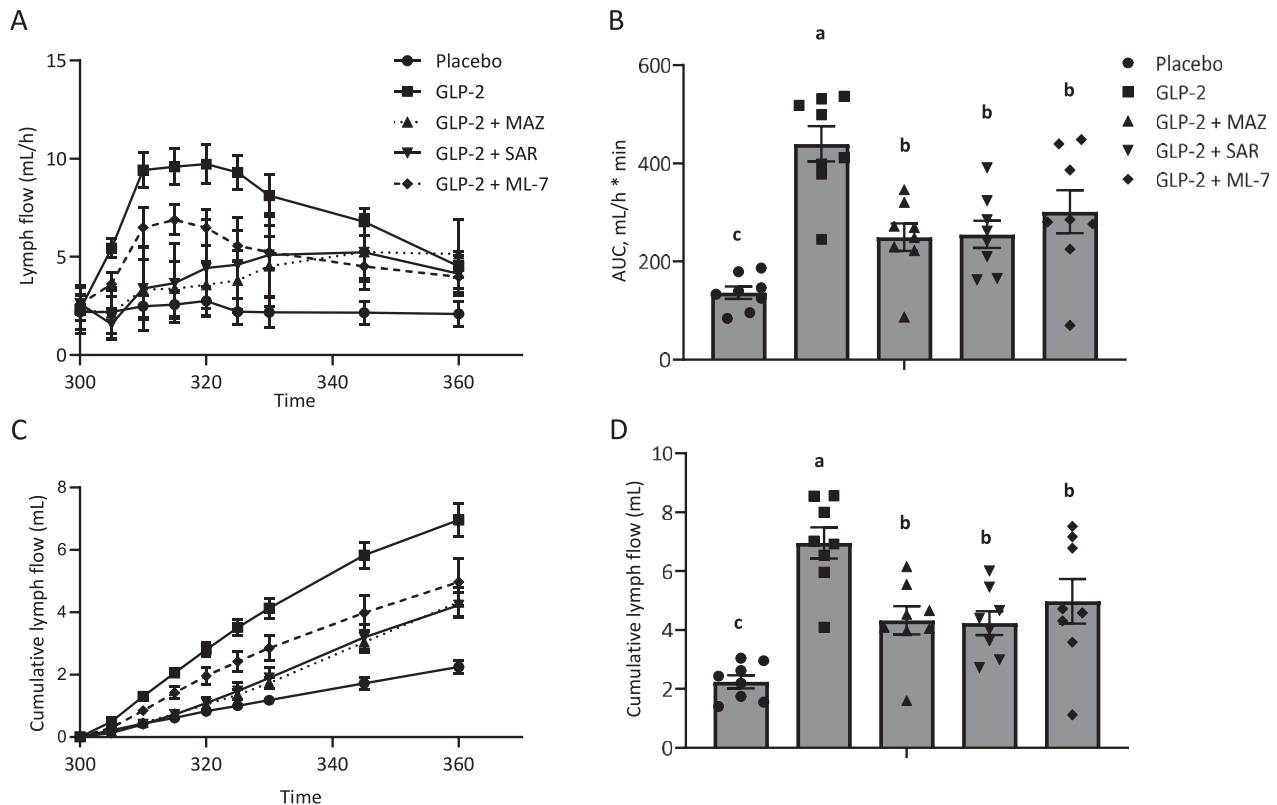 A
15
10
5
0
Lymph flow (mL/h)
300
320
340
360
Time
Placebo
GLP-2
GLP-2 + MAZ
GLP-2 + SAR
GLP-2 + ML-7
B
600
400
200
0
AUC, mL/h * min
c
a
b
b
b
Placebo
GLP-2
GLP-2 + MAZ
GLP-2 + SAR
GLP-2 + ML-7
C
8
6
4
2
0
Cumulative lymph flow (mL)
300
320
340
360
Time
D
10
8
6
4
2
0
Cumulative lymph flow (mL)
c
a
b
b
b